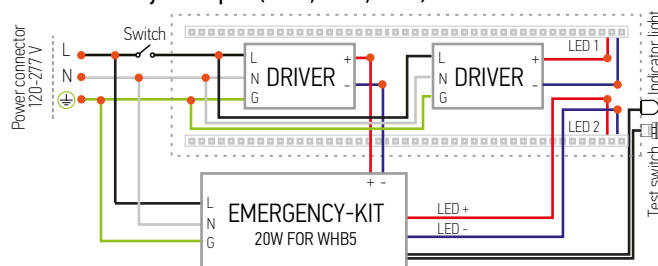 Switch
Power connector
120-277 V
L
N
L
N
G
DRIVER
+
-
L
N
G
DRIVER
+
-
LED 1
LED 2
Indicator light
Test switch
+ -
L
N
G
EMERGENCY-KIT
20W FOR WHB5
LED +
LED -